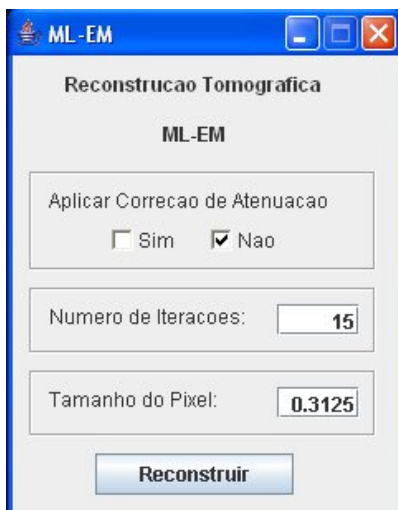 ML-EM
Reconstrucao Tomografica
ML-EM
Aplicar Correcao de Atenuacao
Sim Nao
Numero de Iteracoes: 15
Tamanho do Pixel: 0.3125
Reconstruir